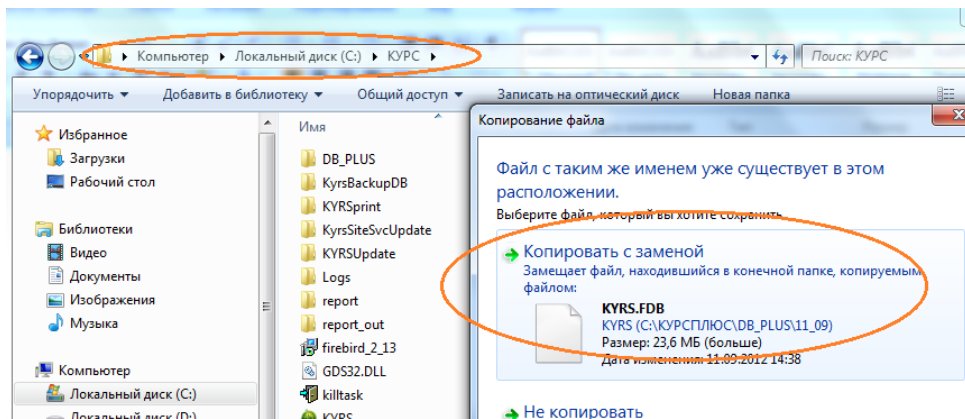 Компьютер ▸ Локальный диск (C:) ▸ КУРС ▸
Поиск: КУРС
Упорядочить ▾ Добавить в библиотеку ▾ Общий доступ ▾ Записать на оптический диск Новая папка
Избранное
Загрузки
Рабочий стол
Библиотеки
Видео
Документы
Изображения
Музыка
Компьютер
Локальный диск (C:)
Локальный диск (D:)
Имя
DB_PLUS
KyrsBackupDB
KYRSprint
KyrsSiteSvcUpdate
KYRSUpdate
Logs
report
report_out
firebird_2_13
GDS32.DLL
killtask
KYRS
Копирование файла
Файл с таким же именем уже существует в этом
расположении.
Выберите файл, который вы хотите сохранить
Копировать с заменой
Замещает файл, находившийся в конечной папке, копируемым
файлом:
KYRS.FDB
KYRS (C:\КУРСПЛЮС\DB_PLUS\11_09)
Размер: 23,6 МБ (больше)
Дата изменения: 11.09.2012 14:38
Не копировать